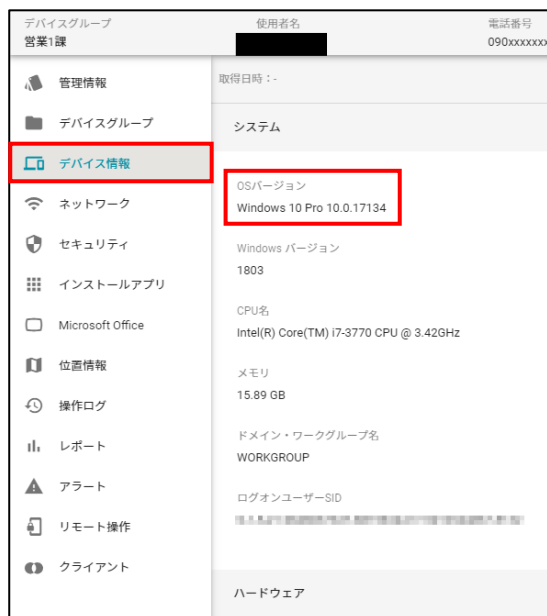 デバイスグループ 使用者名 電話番号
営業1課 090xxxxxxx
管理情報
デバイスグループ
デバイス情報
ネットワーク
セキュリティ
インストールアプリ
Microsoft Office
位置情報
操作ログ
レポート
アラート
リモート操作
クライアント
取得日時：-
システム
OSバージョン
Windows 10 Pro 10.0.17134
Windows バージョン
1803
CPU名
Intel(R) Core(TM) i7-3770 CPU @ 3.42GHz
メモリ
15.89 GB
ドメイン・ワークグループ名
WORKGROUP
ログオンユーザーSID
ハードウェア